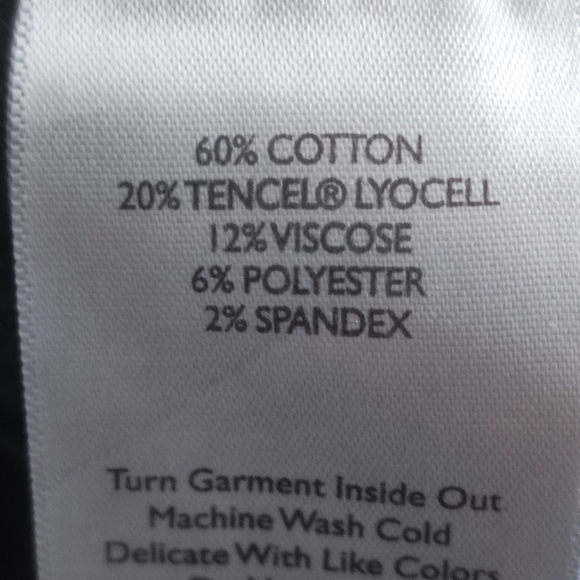 60% COTTON
20% TENCEL® LYOCELL
12% VISCOSE
6% POLYESTER
2% SPANDEX
Turn Garment Inside Out
Machine Wash Cold
Delicate With Like Colors